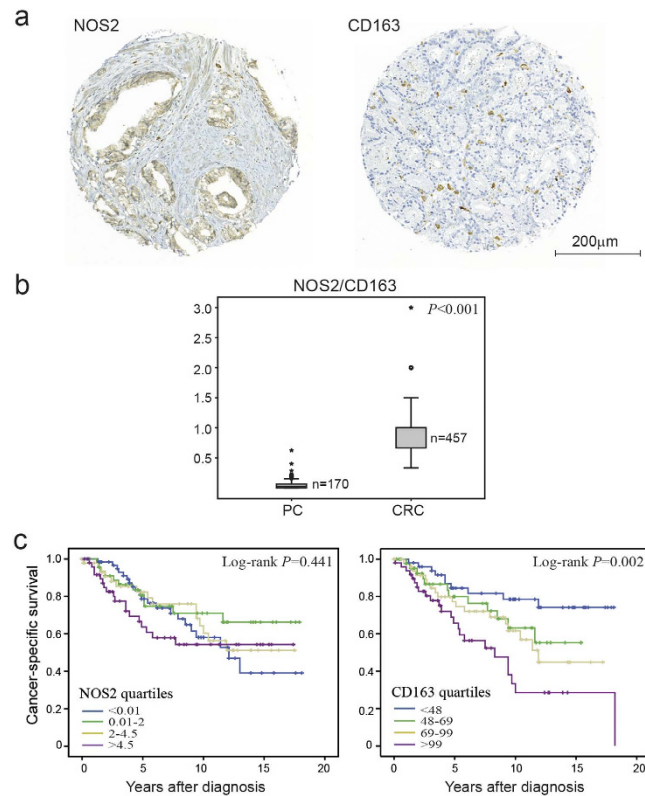 a
NOS2
CD163
200μm
b
NOS2/CD163
P<0.001
3.0
2.5
2.0
1.5
1.0
0.5
n=170
n=457
PC
CRC
c
Log-rank P=0.441
Cancer-specific survival
1.0
0.8
0.6
0.4
0.2
0
NOS2 quartiles
<0.01
0.01-2
2-4.5
>4.5
0
5
10
15
20
Years after diagnosis
Log-rank P=0.002
1.0
0.8
0.6
0.4
0.2
0
CD163 quartiles
<48
48-69
69-99
>99
0
5
10
15
20
Years after diagnosis